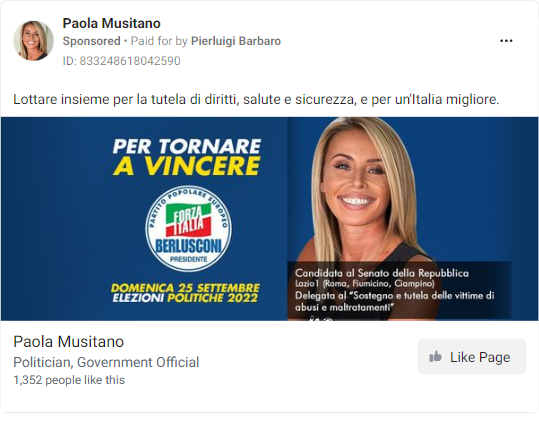 Paola Musitano
Sponsored • Paid for by Pierluigi Barbaro
ID: 833248618042590
Lottare insieme per la tutela di diritti, salute e sicurezza, e per un'Italia migliore.
PER TORNARE
A VINCERE
PARTITO POPOLARE EUROPEO
FORZA
ITALIA
BERLUSCONI
PRESIDENTE
DOMENICA 25 SETTEMBRE
ELEZIONI POLITICHE 2022
Candidata al Senato della Repubblica
Lazio1 (Roma, Fiumicino, Ciampino)
Delegata al "Sostegno e tutela delle vittime di
abusi e maltrotamenti"
Paola Musitano
Politician, Government Official
1,352 people like this
Like Page